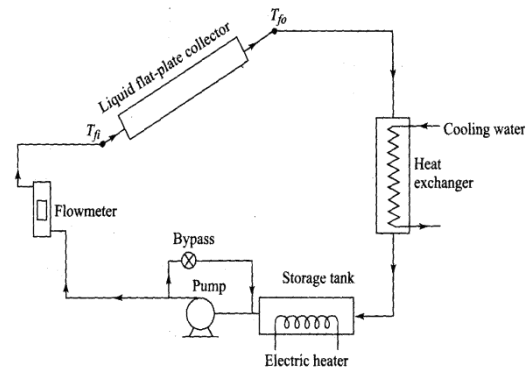 T_fo
Liquid flat-plate collector
Cooling water
T_fi
Heat
exchanger
Flowmeter
Bypass
Pump
Storage tank
Electric heater